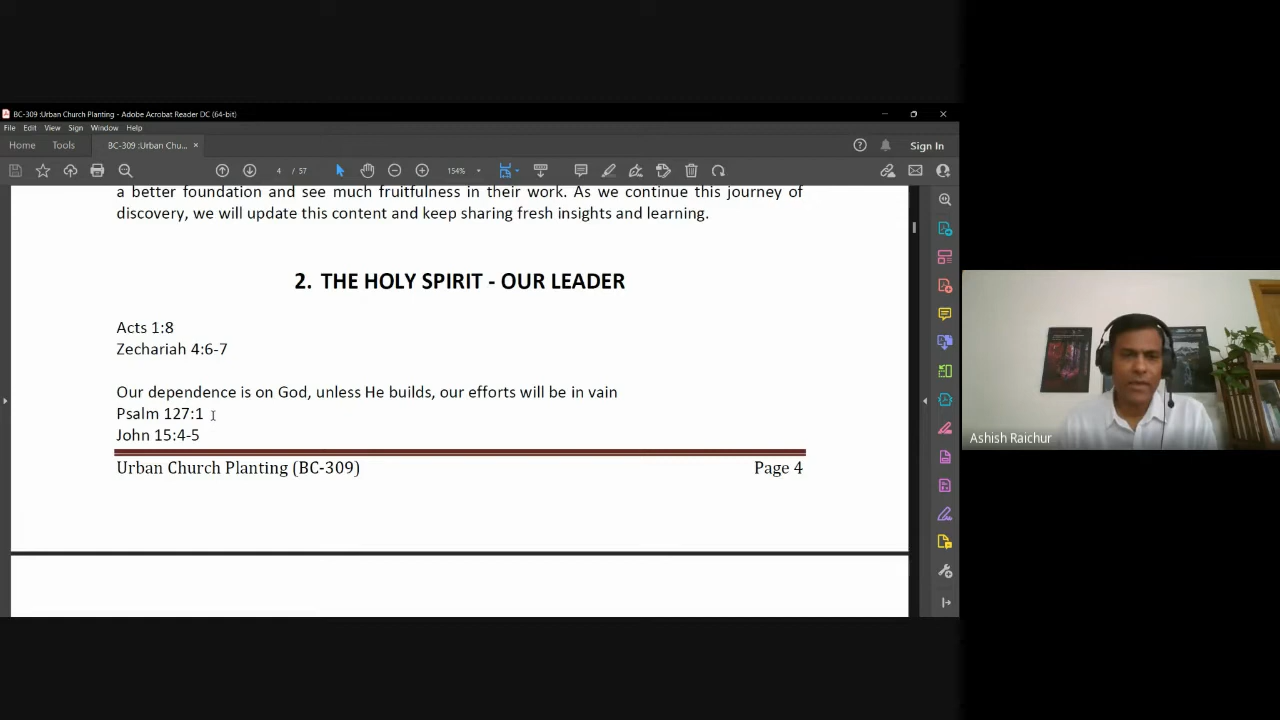 BC-309 :Urban Church Planting - Adobe Acrobat Reader DC (64-bit)
File Edit View Sign Window Help
Home Tools BC-309 :Urban Chu... × Sign In
4 / 57 154%
a better foundation and see much fruitfulness in their work. As we continue this journey of
discovery, we will update this content and keep sharing fresh insights and learning.
2. THE HOLY SPIRIT - OUR LEADER
Acts 1:8
Zechariah 4:6-7
Our dependence is on God, unless He builds, our efforts will be in vain
Psalm 127:1
John 15:4-5
Urban Church Planting (BC-309) Page 4
Ashish Raichur